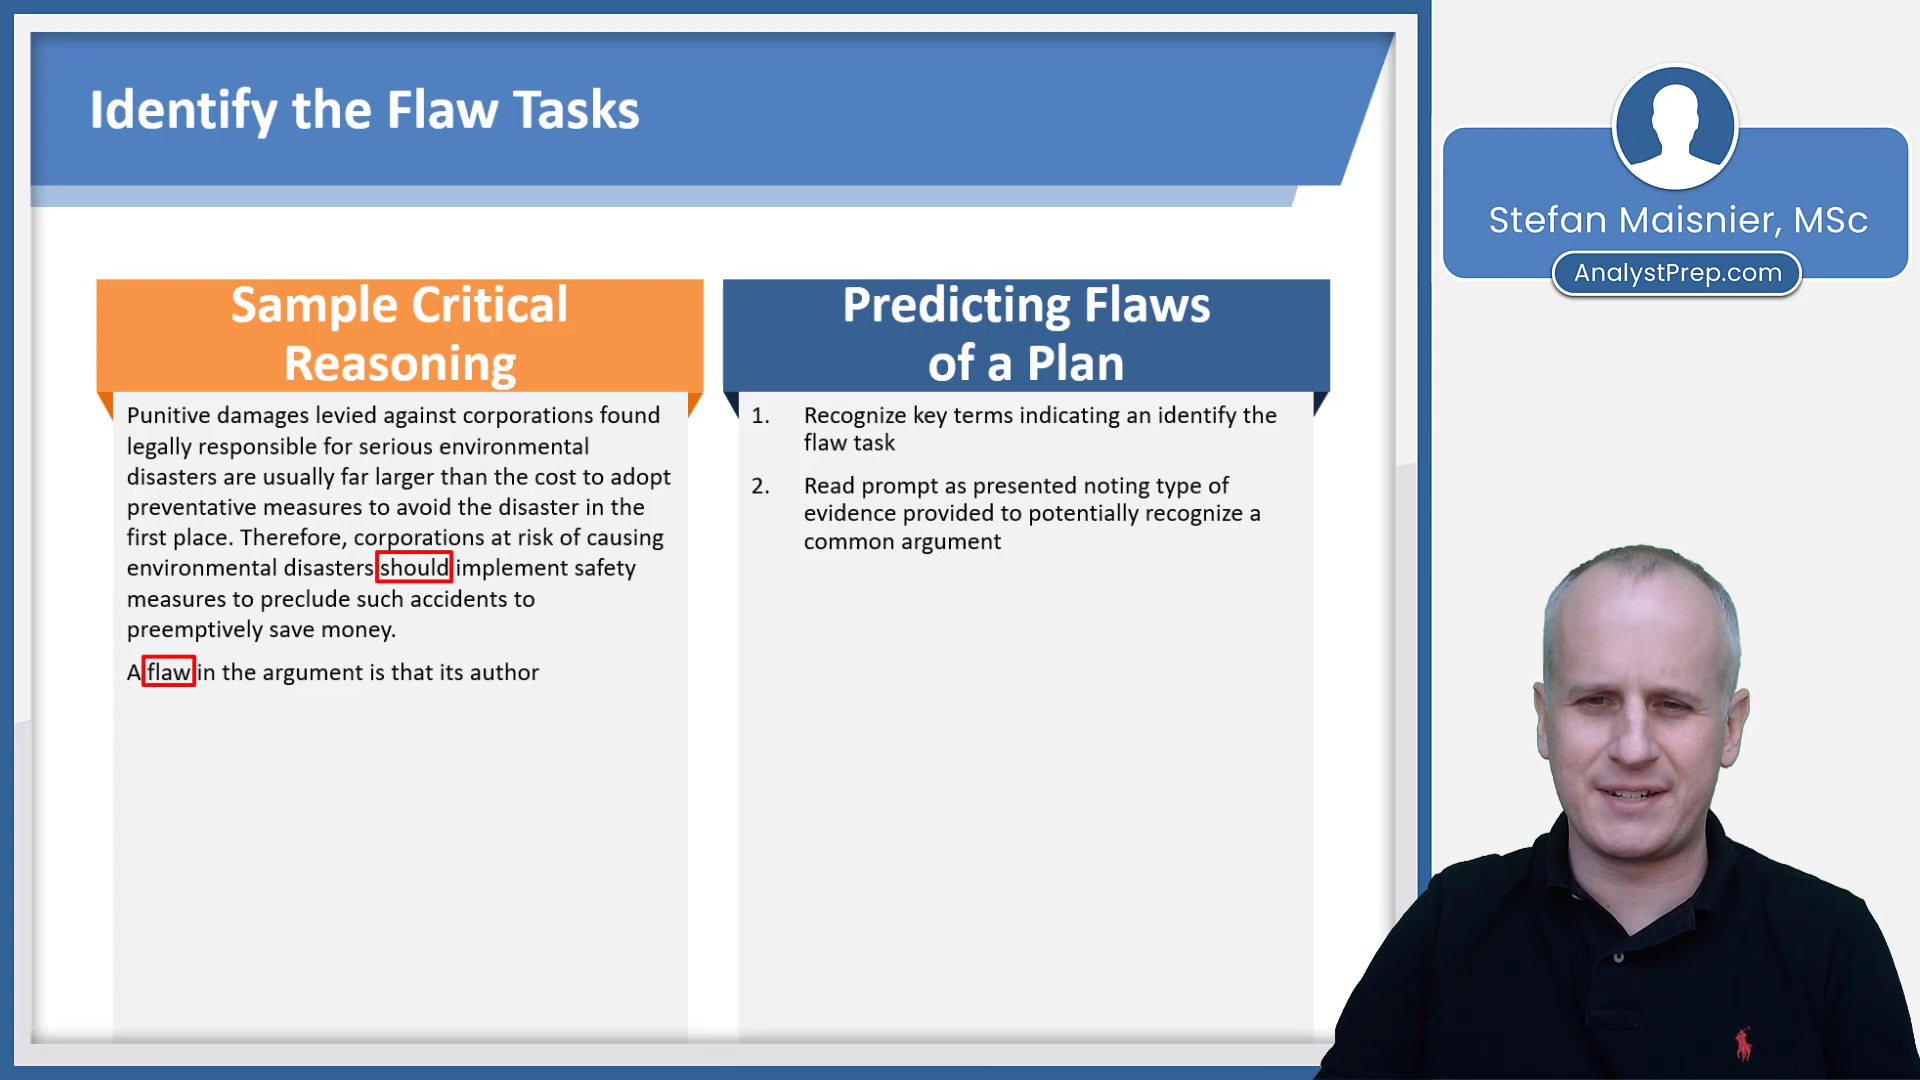 Identify the Flaw Tasks
Sample Critical
Reasoning
Punitive damages levied against corporations found
legally responsible for serious environmental
disasters are usually far larger than the cost to adopt
preventative measures to avoid the disaster in the
first place. Therefore, corporations at risk of causing
environmental disasters should implement safety
measures to preclude such accidents to
preemptively save money.
A flaw in the argument is that its author
Predicting Flaws
of a Plan
1. Recognize key terms indicating an identify the
flaw task
2. Read prompt as presented noting type of
evidence provided to potentially recognize a
common argument
Stefan Maisnier, MSc
AnalystPrep.com